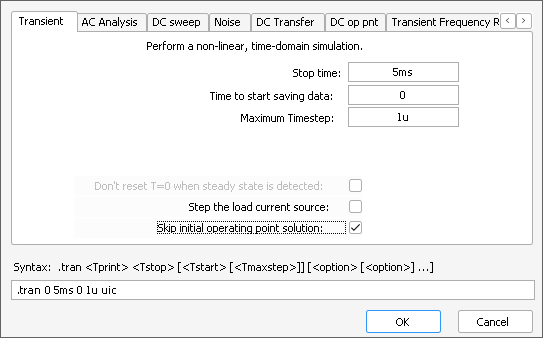 Transient AC Analysis DC sweep Noise DC Transfer DC op pnt Transient Frequency R
Perform a non-linear, time-domain simulation.
Stop time: 5ms
Time to start saving data: 0
Maximum Timestep: 1u
Don't reset T=0 when steady state is detected:
Step the load current source:
Skip initial operating point solution:
Syntax: .tran <Tprint> <Tstop> [<Tstart> [<Tmaxstep>]] [<option> [<option>] ...]
.tran 0 5ms 0 1u uic
OK Cancel